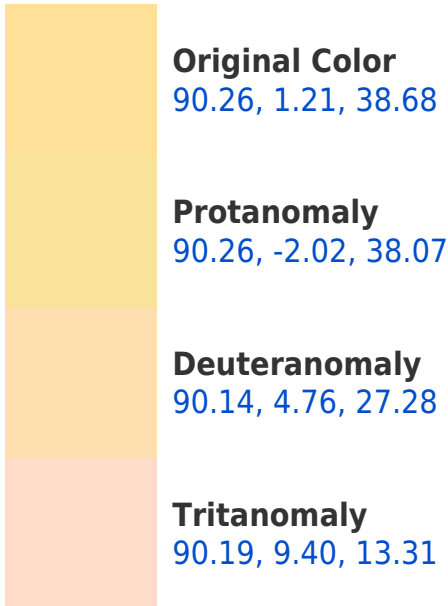 Original Color
90.26, 1.21, 38.68
Protanomaly
90.26, -2.02, 38.07
Deuteranomaly
90.14, 4.76, 27.28
Tritanomaly
90.19, 9.40, 13.31